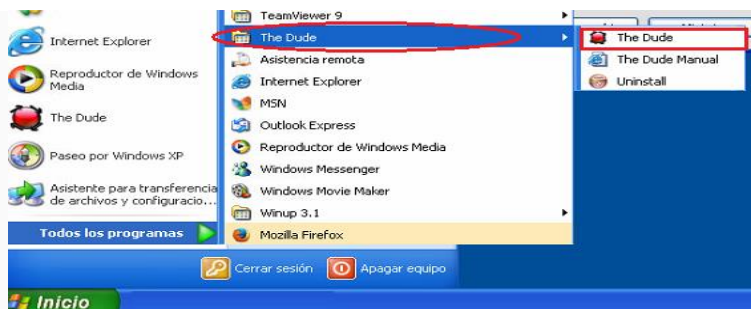 Internet Explorer
Reproductor de Windows
Media
The Dude
Paseo por Windows XP
Asistente para transferencia
de archivos y configuracio...
Todos los programas
TeamViewer 9
The Dude
Asistencia remota
Internet Explorer
MSN
Outlook Express
Reproductor de Windows Media
Windows Messenger
Windows Movie Maker
Winup 3.1
Mozilla Firefox
The Dude
The Dude Manual
Uninstall
Cerrar sesión
Apagar equipo
Inicio